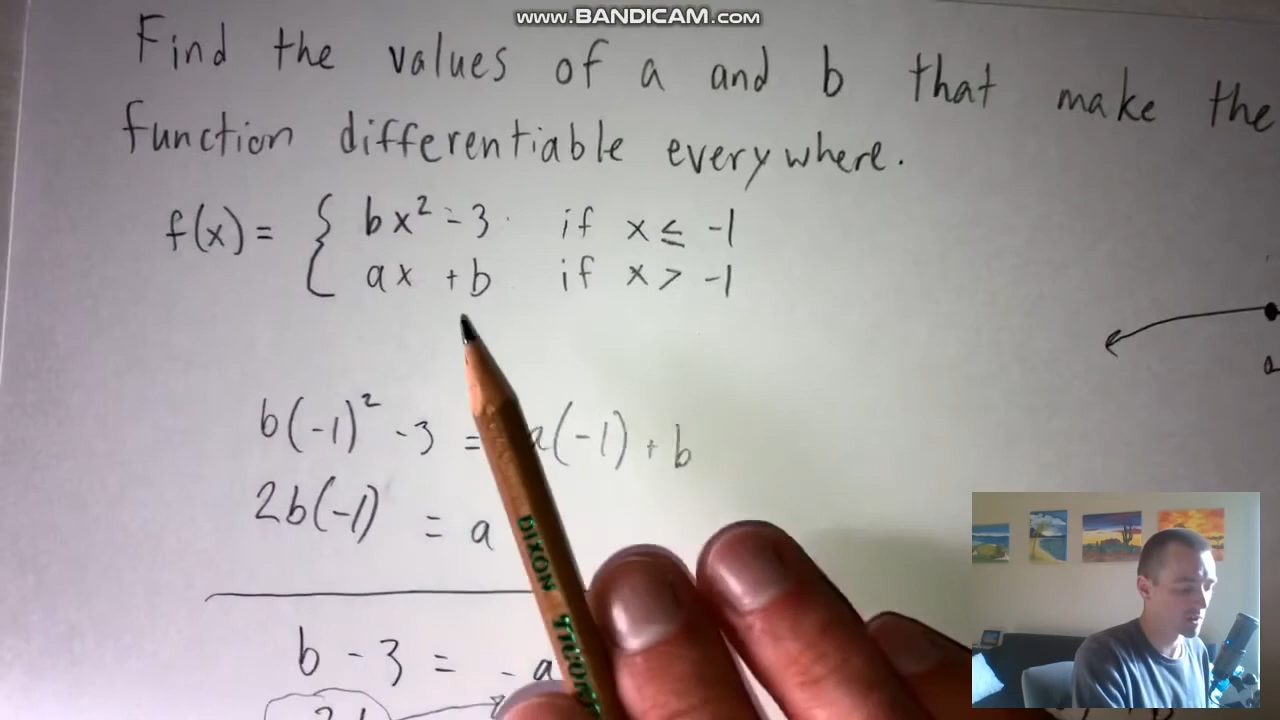 www.BANDICAM.com
Find the values of a and b that make the
function differentiable everywhere.
f(x) = { bx² - 3 if x ≤ -1
ax + b if x > -1
b(-1)² - 3 = a(-1) + b
2b(-1) = a
b - 3 = -a
DIXON